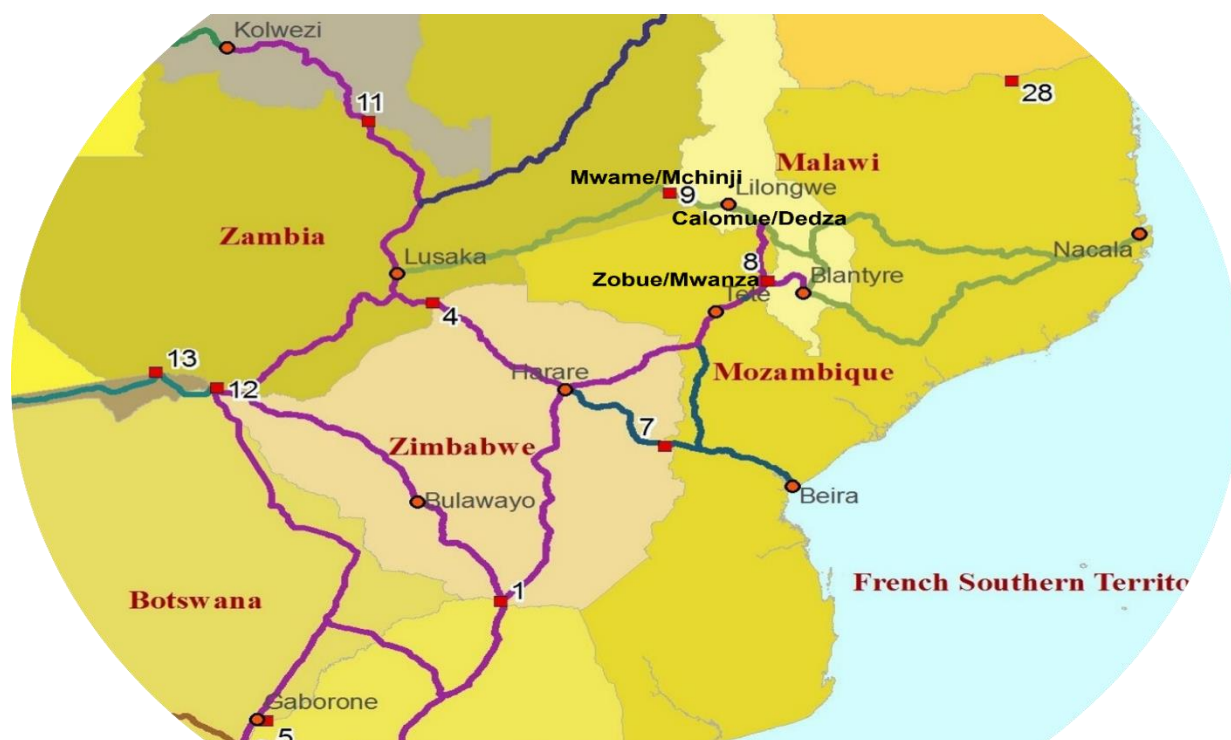 Kolwezi
11
28
Malawi
Mwame/Mchinji
9
Lilongwe
Calomue/Dedza
Zambia
Nacala
Lusaka
8
Zobue/Mwanza
Blantyre
Tete
4
13
Mozambique
Harare
12
7
Zimbabwe
Bulawayo
Beira
1
French Southern Territo
Botswana
Gaborone
5